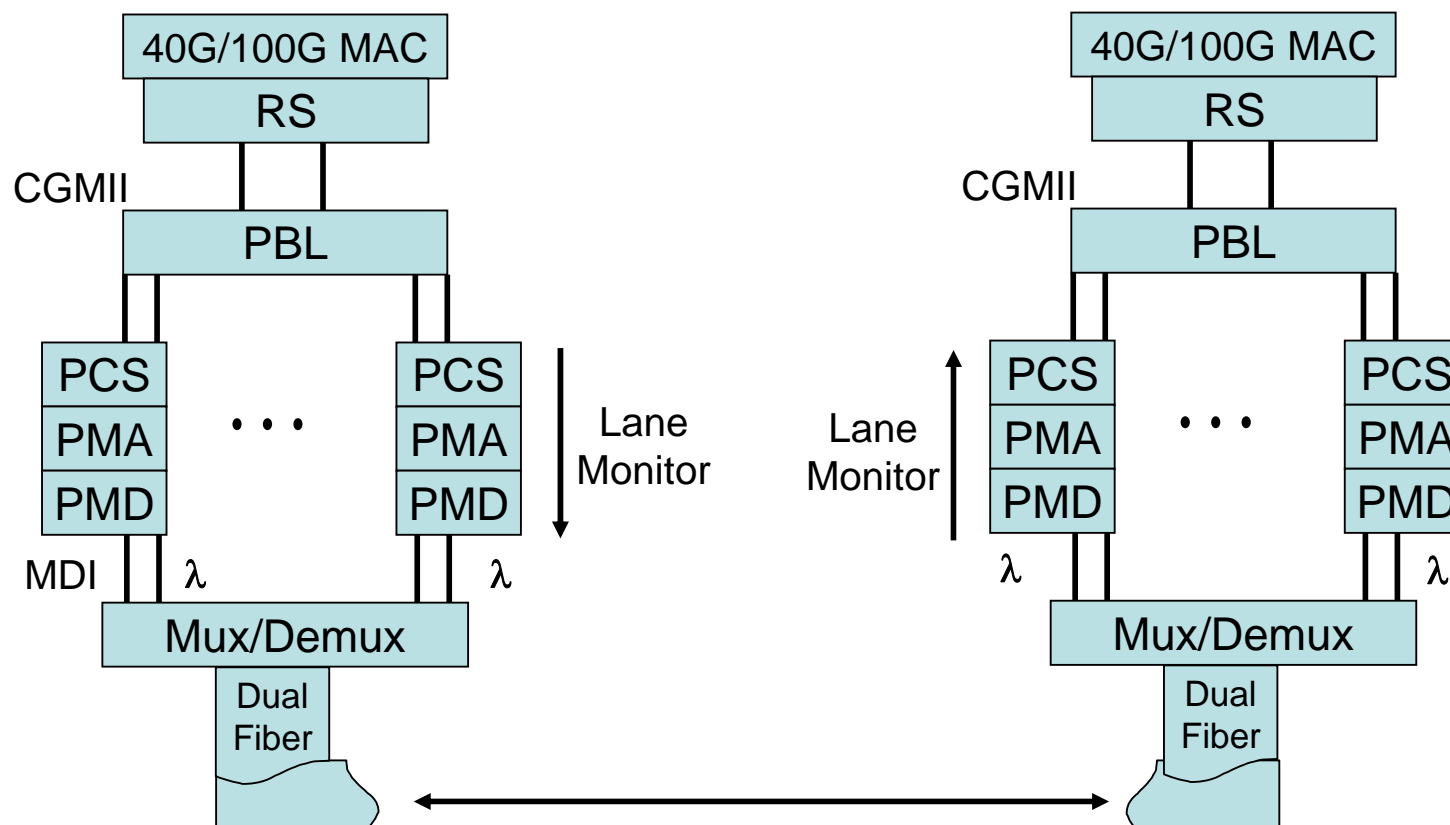 40G/100G MAC
RS
CGMII
PBL
PCS
PCS
PMA
• • •
PMA
PMD
PMD
Lane
Monitor
MDI
λ
λ
Mux/Demux
Dual
Fiber
40G/100G MAC
RS
CGMII
PBL
PCS
PCS
PMA
• • •
PMA
PMD
PMD
Lane
Monitor
λ
λ
Mux/Demux
Dual
Fiber